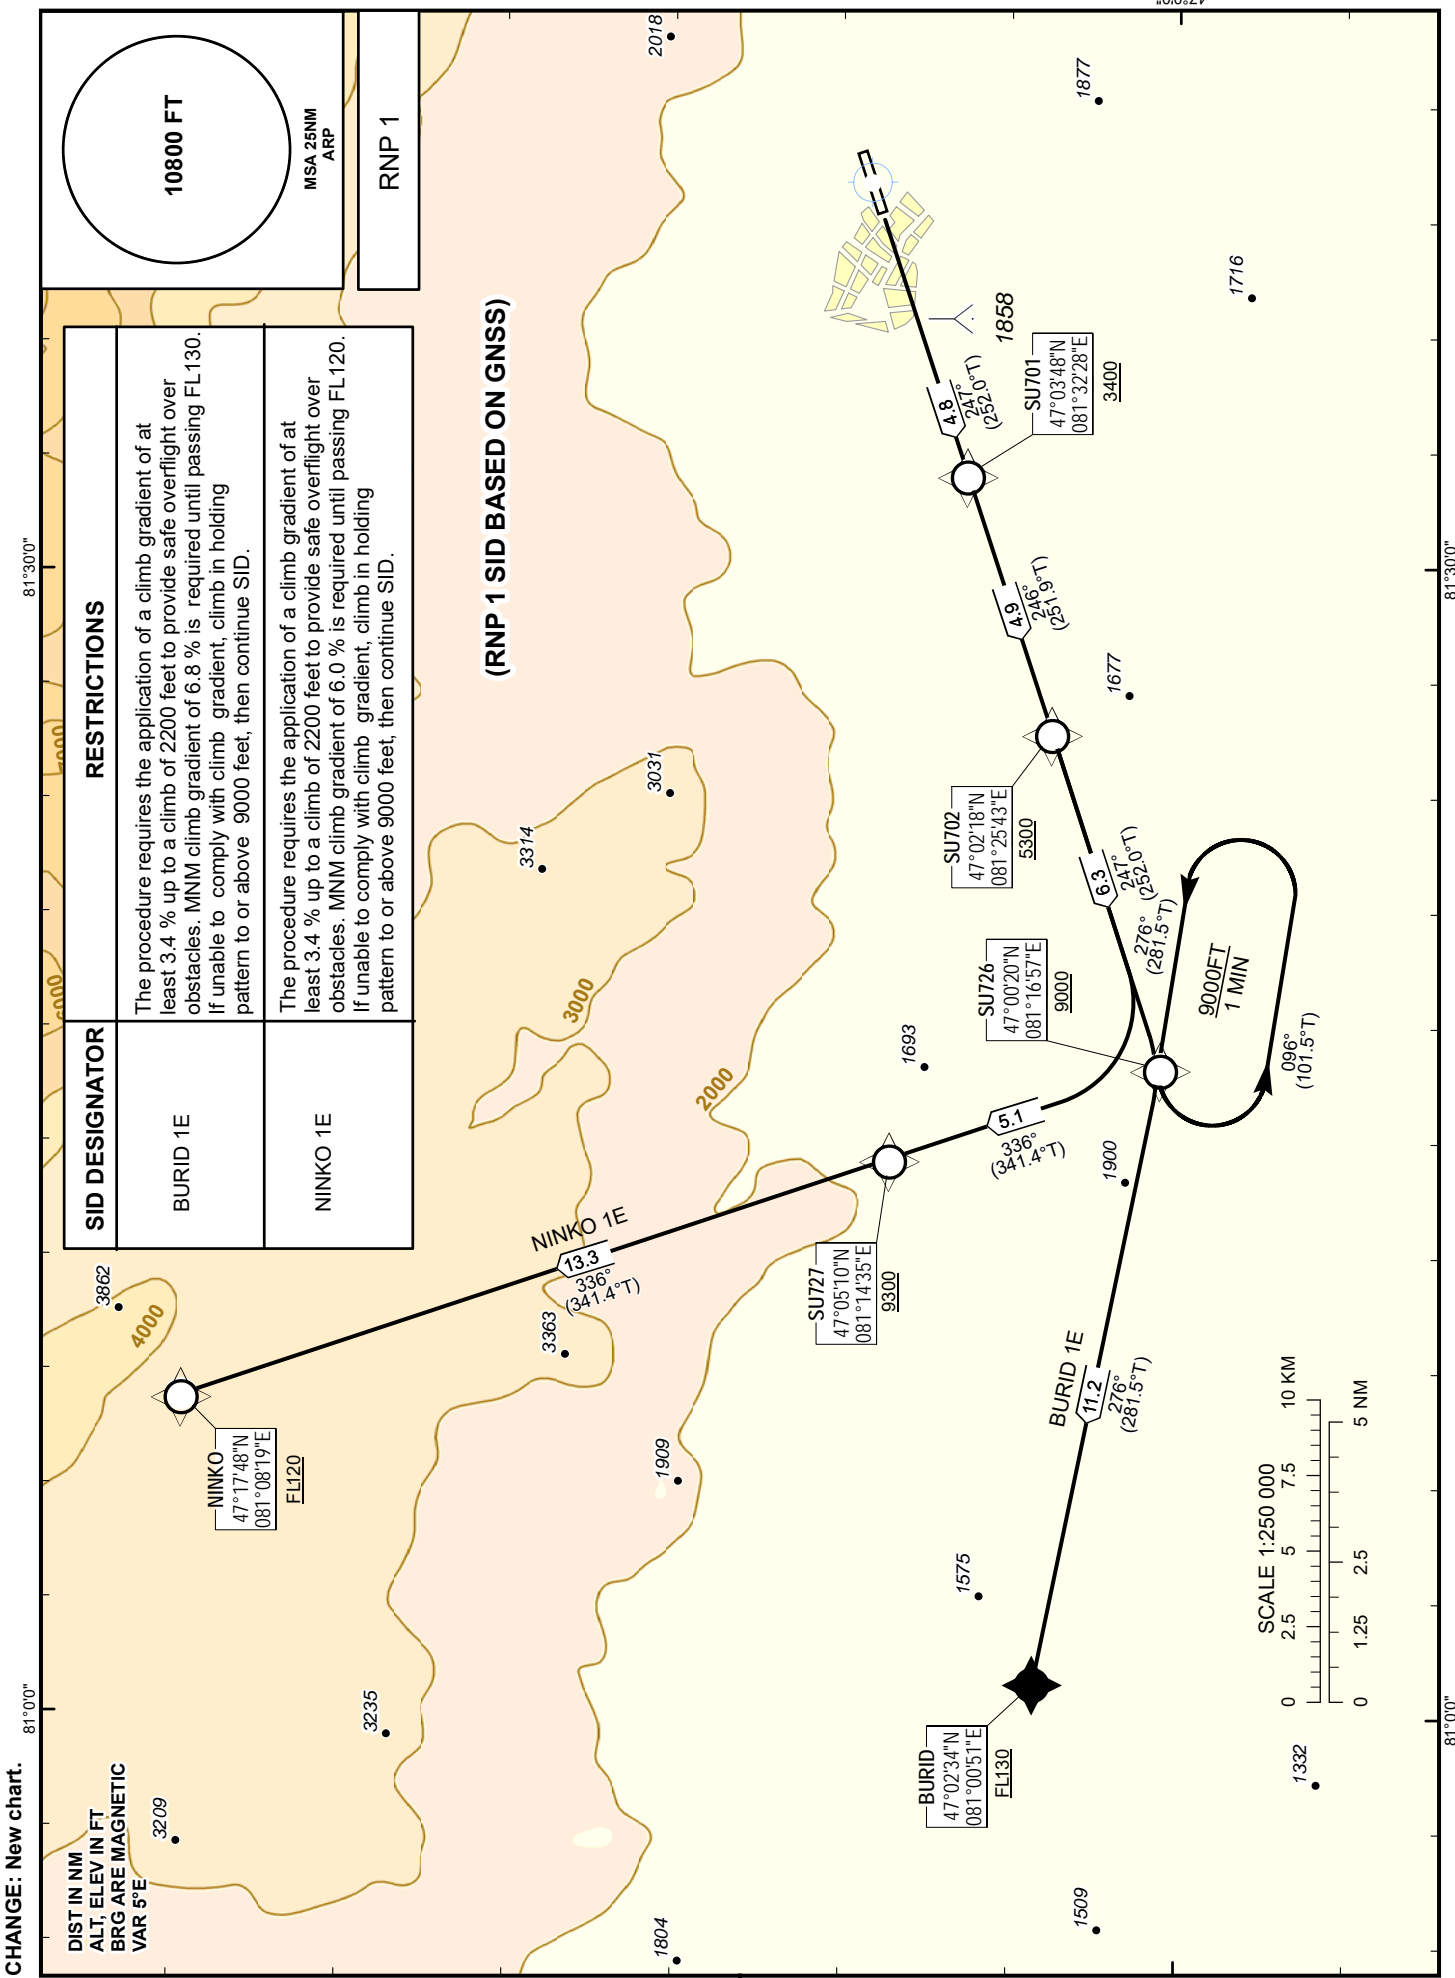 CHANGE: New chart.
81°0'0"
81°30'0"
DIST IN NM
ALT, ELEV IN FT
BRG ARE MAGNETIC
VAR 5°E
SID DESIGNATOR
RESTRICTIONS
BURID 1E
The procedure requires the application of a climb gradient of at
least 3.4 % up to a climb of 2200 feet to provide safe overflight over
obstacles. MNM climb gradient of 6.8 % is required until passing FL130.
If unable to comply with climb gradient, climb in holding
pattern to or above 9000 feet, then continue SID.
NINKO 1E
The procedure requires the application of a climb gradient of at
least 3.4 % up to a climb of 2200 feet to provide safe overflight over
obstacles. MNM climb gradient of 6.0 % is required until passing FL120.
If unable to comply with climb gradient, climb in holding
pattern to or above 9000 feet, then continue SID.
10800 FT
MSA 25NM
ARP
RNP 1
(RNP 1 SID BASED ON GNSS)
7000
6000
3209
3862
4000
NINKO
47°17'48"N
081°08'19"E
FL120
3235
3363
3314
3031
2018
3000
2000
NINKO 1E
13.3
336°
(341.4°T)
1804
1909
SU727
47°05'10"N
081°14'35"E
9300
1693
5.1
336°
(341.4°T)
SU726
47°00'20"N
081°16'57"E
9000
SU702
47°02'18"N
081°25'43"E
5300
4.8
247°
(252.0°T)
1858
SU701
47°03'48"N
081°32'28"E
3400
4.9
246°
(251.9°T)
1877
1716
1677
6.3
247°
(252.0°T)
276°
(281.5°T)
9000FT
1 MIN
096°
(101.5°T)
1900
1575
BURID
47°02'34"N
081°00'51"E
FL130
BURID 1E
11.2
276°
(281.5°T)
1509
1332
SCALE 1:250 000
0 2.5 5 7.5 10 KM
0 1.25 2.5 5 NM
81°0'0"
81°30'0"
47°0'0"